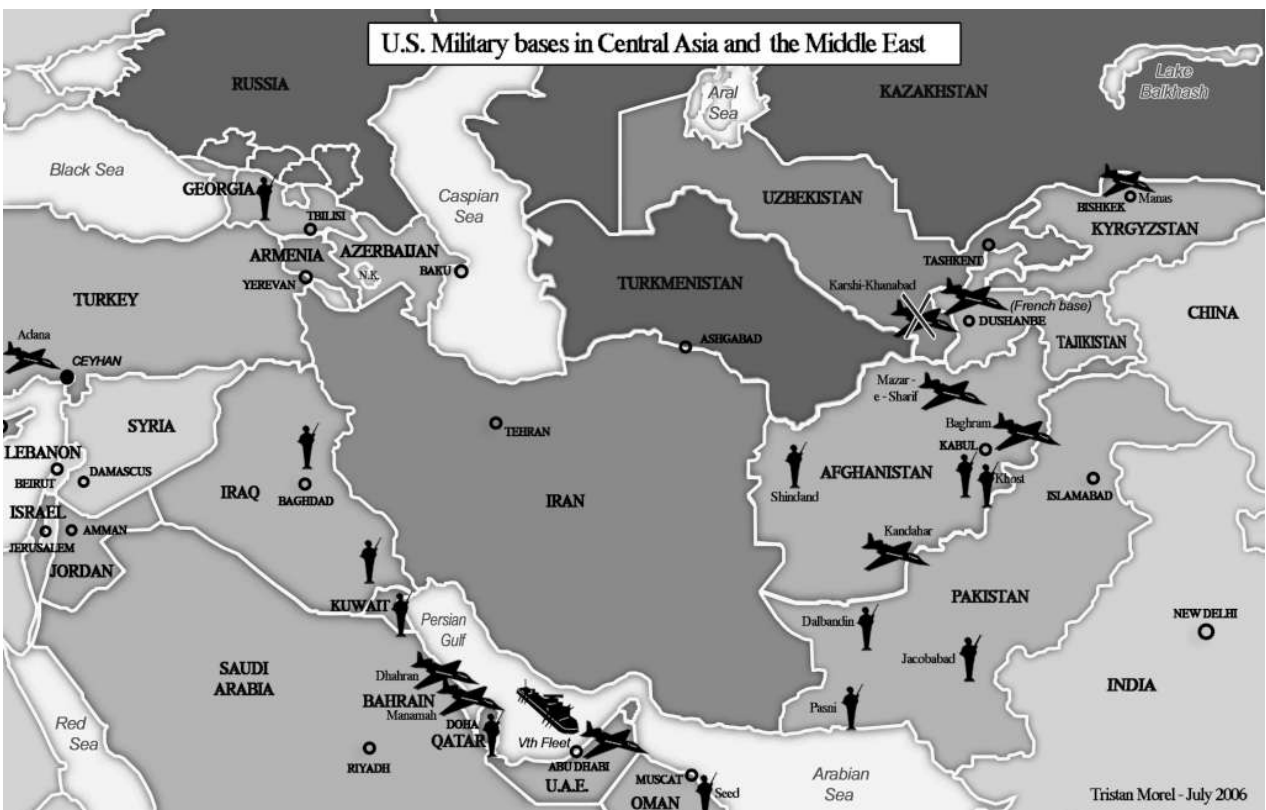 U.S. Military bases in Central Asia and the Middle East
RUSSIA
KAZAKHSTAN
Lake
Balkhash
Aral
Sea
Black Sea
GEORGIA
TBILISI
Caspian
Sea
UZBEKISTAN
BISHKEK
Manas
KYRGYZSTAN
ARMENIA
AZERBAIJAN
N.K.
BAKU
YEREVAN
TASHKENT
TURKEY
TURKMENISTAN
Karshi-Khanabad
(French base)
DUSHANBE
CHINA
Adana
CEYHAN
ASHGABAD
TAJIKISTAN
Mazar -
e - Sharif
SYRIA
TEHRAN
Baghram
KABUL
LEBANON
BEIRUT
DAMASCUS
IRAQ
BAGHDAD
IRAN
Shindand
AFGHANISTAN
Khost
ISLAMABAD
ISRAEL
AMMAN
JERUSALEM
JORDAN
Kandahar
KUWAIT
Persian
Gulf
PAKISTAN
Dalbandin
NEW DELHI
Jacobabad
SAUDI
ARABIA
Dhahran
BAHRAIN
Manamah
INDIA
Pasni
Red
Sea
DOHA
QATAR
Vth Fleet
RIYADH
ABU DHABI
U.A.E.
MUSCAT
OMAN
Seed
Arabian
Sea
Tristan Morel - July 2006